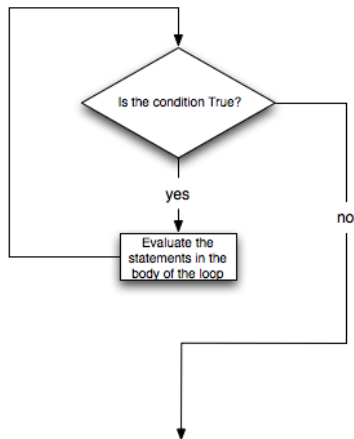 Is the condition True?
yes
no
Evaluate the
statements in the
body of the loop